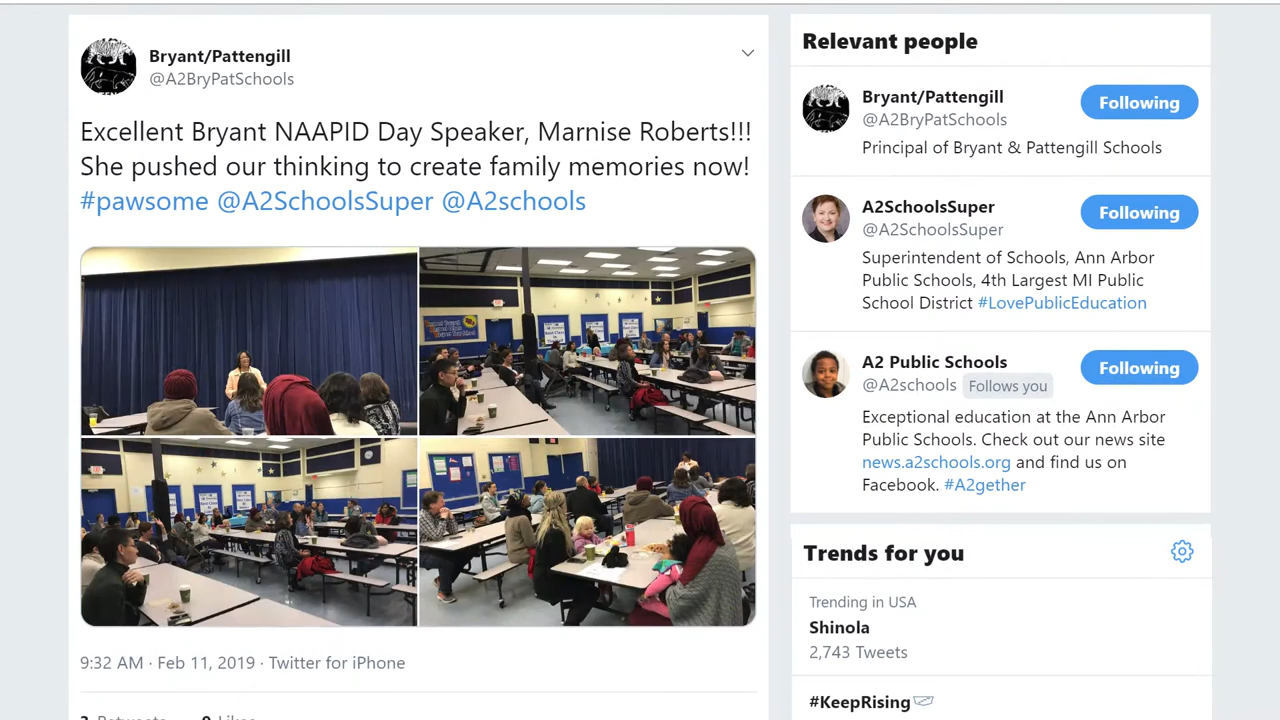 Bryant/Pattengill
@A2BryPatSchools
Excellent Bryant NAAPID Day Speaker, Marnise Roberts!!!
She pushed our thinking to create family memories now!
#pawsome @A2SchoolsSuper @A2schools
9:32 AM · Feb 11, 2019 · Twitter for iPhone
Relevant people
Bryant/Pattengill
@A2BryPatSchools
Following
Principal of Bryant & Pattengill Schools
A2SchoolsSuper
@A2SchoolsSuper
Following
Superintendent of Schools, Ann Arbor
Public Schools, 4th Largest MI Public
School District #LovePublicEducation
A2 Public Schools
@A2schools Follows you
Following
Exceptional education at the Ann Arbor
Public Schools. Check out our news site
news.a2schools.org and find us on
Facebook. #A2gether
Trends for you
Trending in USA
Shinola
2,743 Tweets
#KeepRising